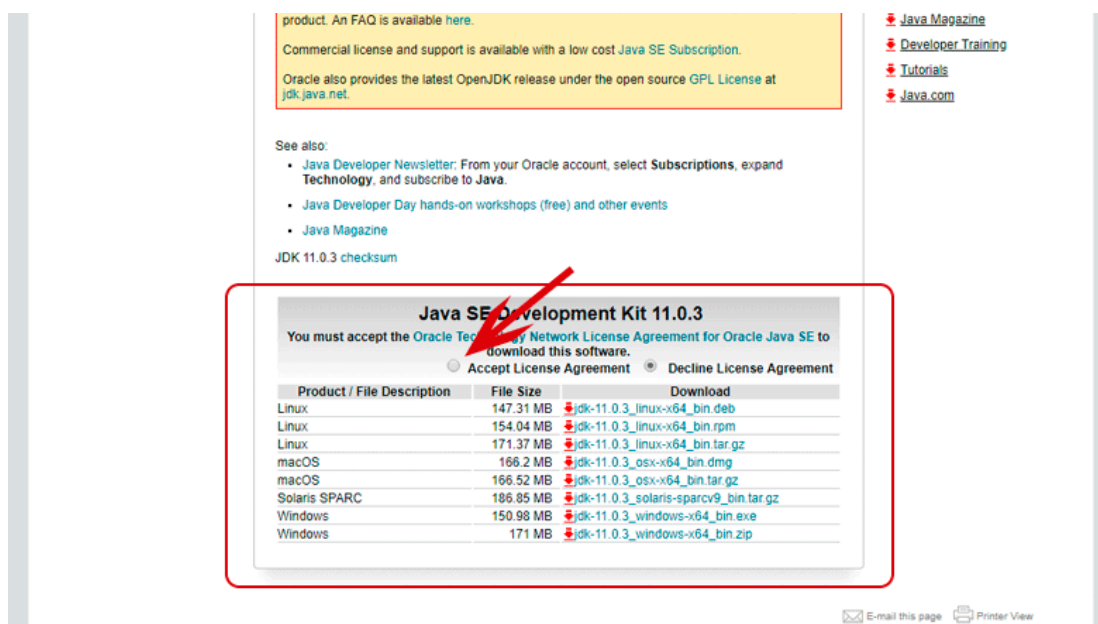 product. An FAQ is available here.
Commercial license and support is available with a low cost Java SE Subscription.
Oracle also provides the latest OpenJDK release under the open source GPL License at
jdk.java.net.
Java Magazine
Developer Training
Tutorials
Java.com
See also:
• Java Developer Newsletter: From your Oracle account, select Subscriptions, expand
Technology, and subscribe to Java.
• Java Developer Day hands-on workshops (free) and other events
• Java Magazine
JDK 11.0.3 checksum
Java SE Development Kit 11.0.3
You must accept the Oracle Technology Network License Agreement for Oracle Java SE to
download this software.
Accept License Agreement Decline License Agreement
Product / File Description File Size Download
Linux 147.31 MB jdk-11.0.3_linux-x64_bin.deb
Linux 154.04 MB jdk-11.0.3_linux-x64_bin.rpm
Linux 171.37 MB jdk-11.0.3_linux-x64_bin.tar.gz
macOS 166.2 MB jdk-11.0.3_osx-x64_bin.dmg
macOS 166.52 MB jdk-11.0.3_osx-x64_bin.tar.gz
Solaris SPARC 186.85 MB jdk-11.0.3_solaris-sparcv9_bin.tar.gz
Windows 150.98 MB jdk-11.0.3_windows-x64_bin.exe
Windows 171 MB jdk-11.0.3_windows-x64_bin.zip
E-mail this page Printer View